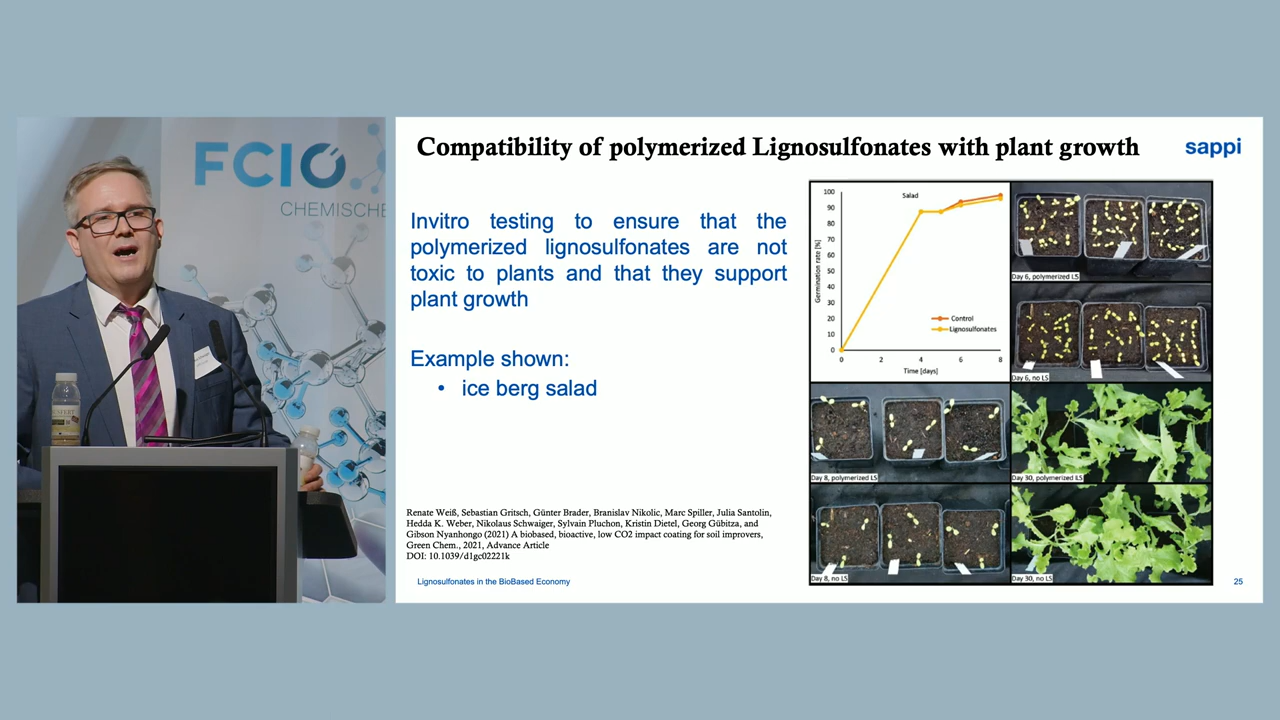 FCIO
CHEMISCHE
Compatibility of polymerized Lignosulfonates with plant growth
sappi
Invitro testing to ensure that the
polymerized lignosulfonates are not
toxic to plants and that they support
plant growth
Example shown:
• ice berg salad
Renate Weiß, Sebastian Gritsch, Günter Brader, Branislav Nikolic, Marc Spiller, Julia Santolin,
Hedda K. Weber, Nikolaus Schwaiger, Sylvain Pluchon, Kristin Dietel, Georg Gübitza, and
Gibson Nyanhongo (2021) A biobased, bioactive, low CO2 impact coating for soil improvers,
Green Chem., 2021, Advance Article
DOI: 10.1039/d1gc02221k
Salad
Germination rate [%]
100
90
80
70
60
50
40
30
20
10
0
Control
Lignosulfonates
0 2 4 6 8
Time [days]
Day 6, polymerized LS
Day 6, no LS
Day 8, polymerized LS
Day 30, polymerized LS
Day 8, no LS
Day 30, no LS
Lignosulfonates in the BioBased Economy
25